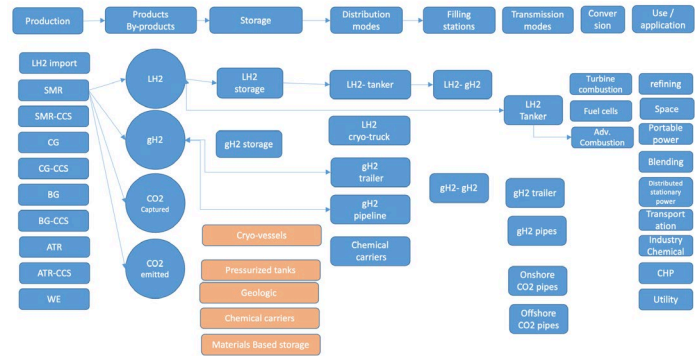 Production
Products
By-products
Storage
Distribution
modes
Filling
stations
Transmission
modes
Conver
sion
Use /
application
LH2 import
SMR
SMR-CCS
CG
CG-CCS
BG
BG-CCS
ATR
ATR-CCS
WE
LH2
gH2
CO2
Captured
CO2
emitted
LH2
storage
gH2 storage
Cryo-vessels
Pressurized tanks
Geologic
Chemical carriers
Materials Based storage
LH2- tanker
LH2
cryo-truck
gH2
trailer
gH2
pipeline
Chemical
carriers
LH2- gH2
gH2- gH2
LH2
Tanker
gH2 trailer
gH2 pipes
Onshore
CO2 pipes
Offshore
CO2 pipes
Turbine
combustion
Fuel cells
Adv.
Combustion
refining
Space
Portable
power
Blending
Distributed
stationary
power
Transport
ation
Industry
Chemical
CHP
Utility